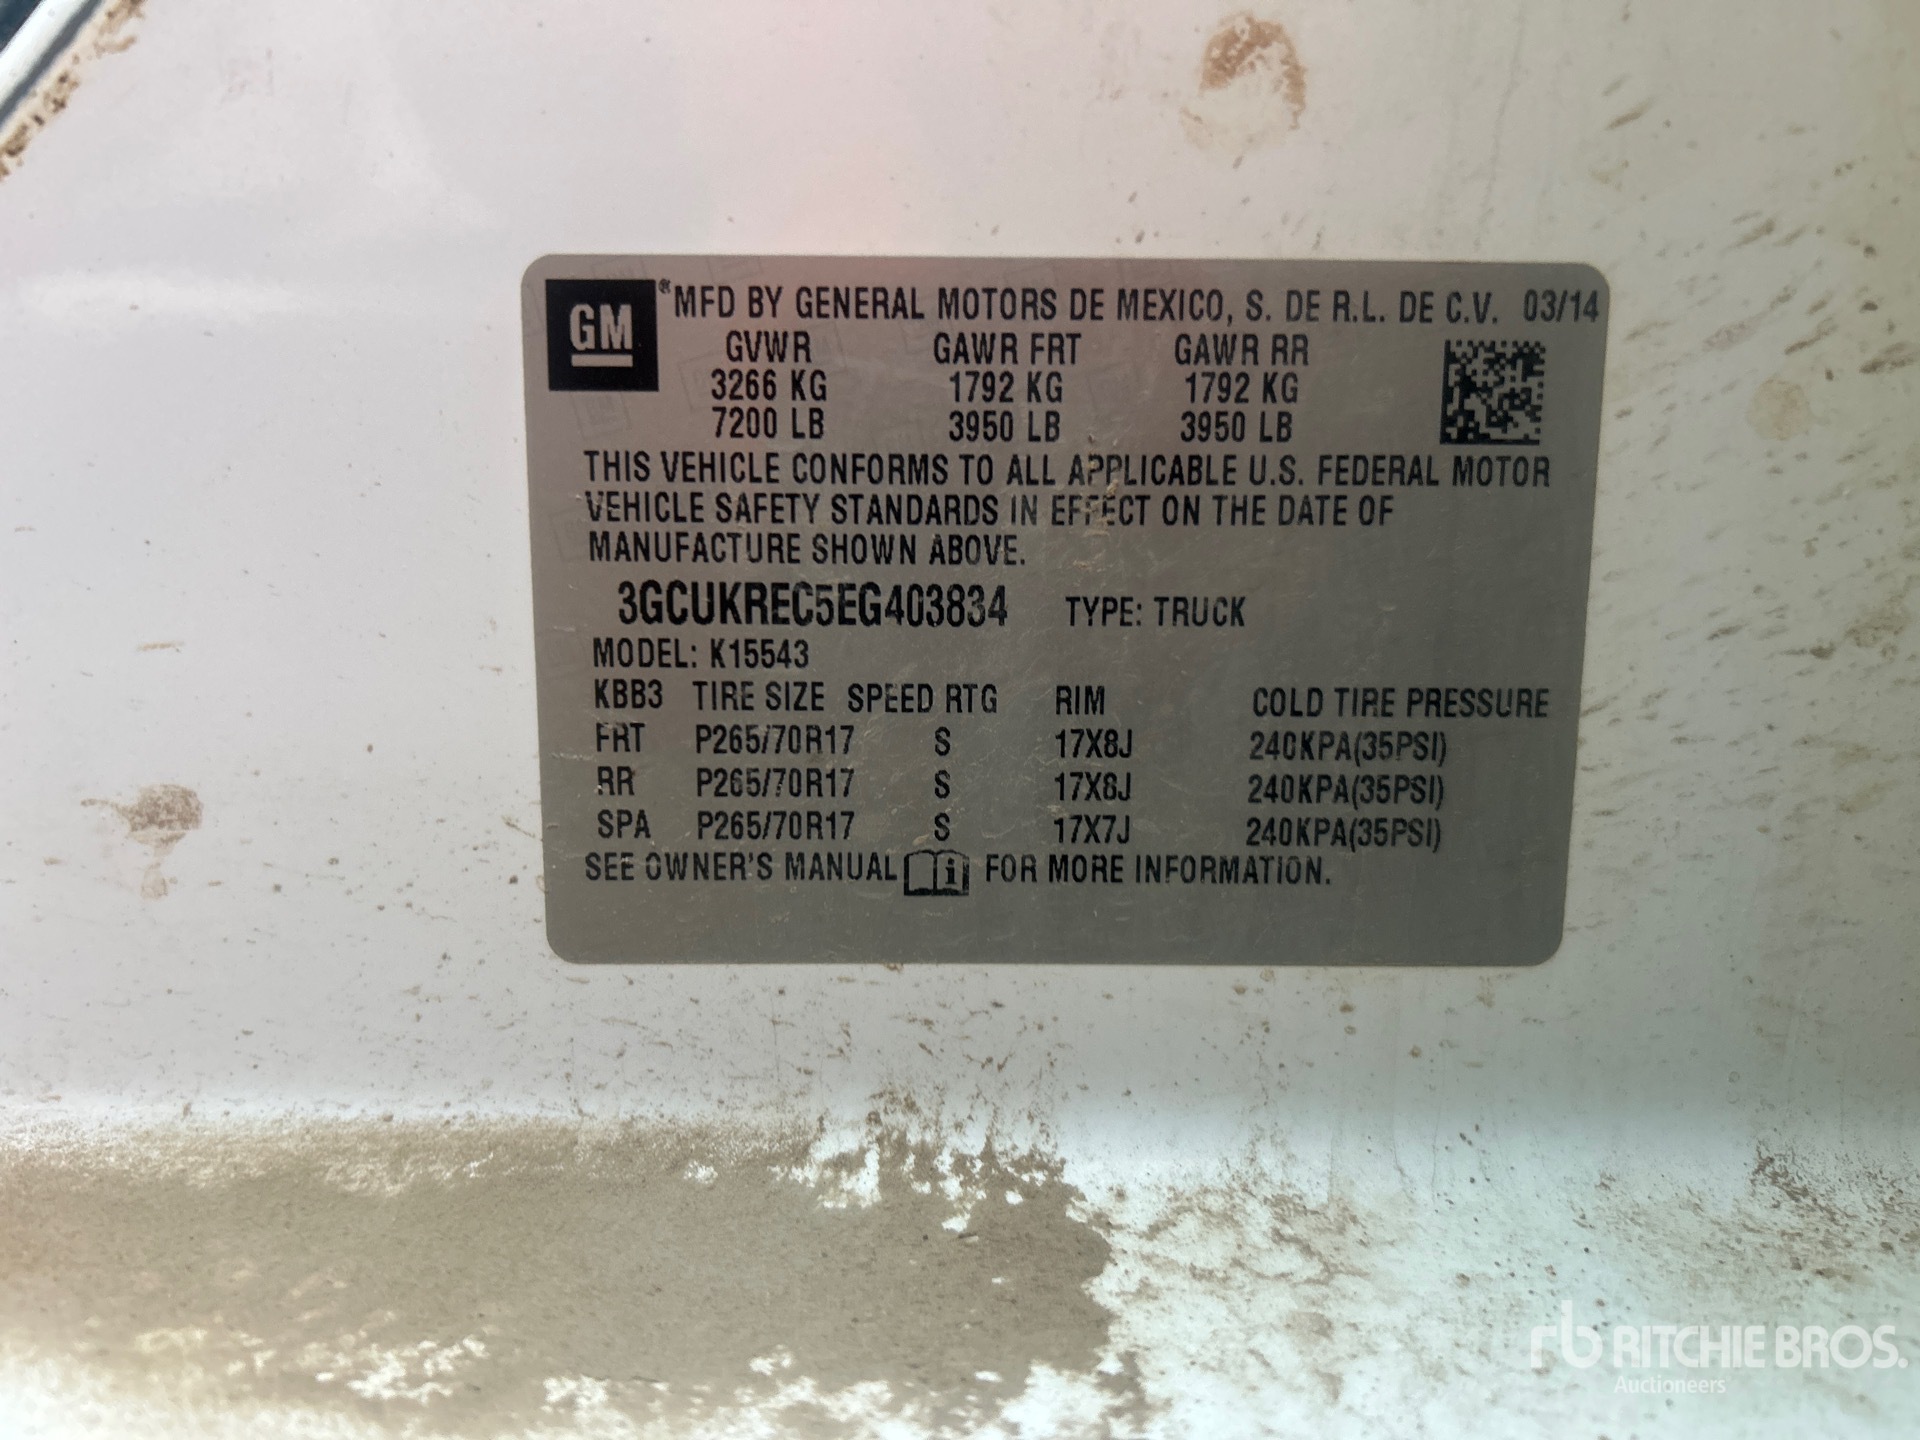 GM ® MFD BY GENERAL MOTORS DE MEXICO, S. DE R.L. DE C.V. 03/14
GVWR GAWR FRT GAWR RR
3266 KG 1792 KG 1792 KG
7200 LB 3950 LB 3950 LB
THIS VEHICLE CONFORMS TO ALL APPLICABLE U.S. FEDERAL MOTOR
VEHICLE SAFETY STANDARDS IN EFFECT ON THE DATE OF
MANUFACTURE SHOWN ABOVE.
3GCUKREC5EG403834 TYPE: TRUCK
MODEL: K15543
KBB3 TIRE SIZE SPEED RTG RIM COLD TIRE PRESSURE
FRT P265/70R17 S 17X8J 240KPA(35PSI)
RR P265/70R17 S 17X8J 240KPA(35PSI)
SPA P265/70R17 S 17X7J 240KPA(35PSI)
SEE OWNER'S MANUAL i FOR MORE INFORMATION.
rb RITCHIE BROS.
Auctioneers